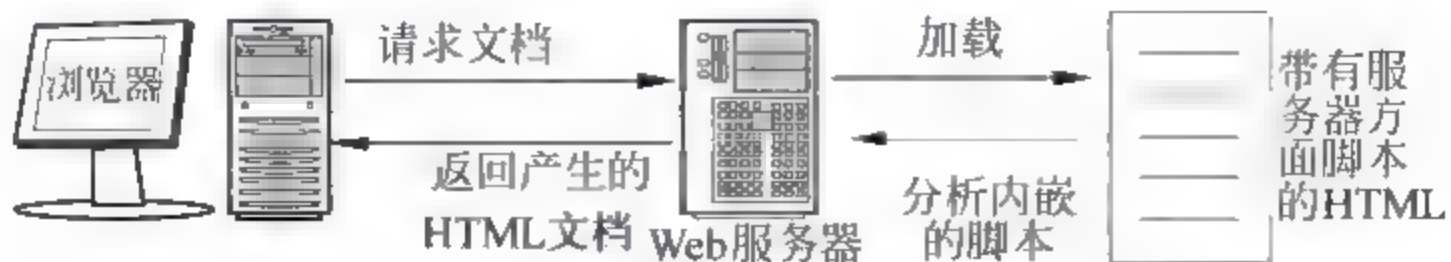 浏览器
请求文档
返回产生的
HTML文档
Web服务器
加载
分析内嵌
的脚本
带有服
务器方
面脚本
的HTML